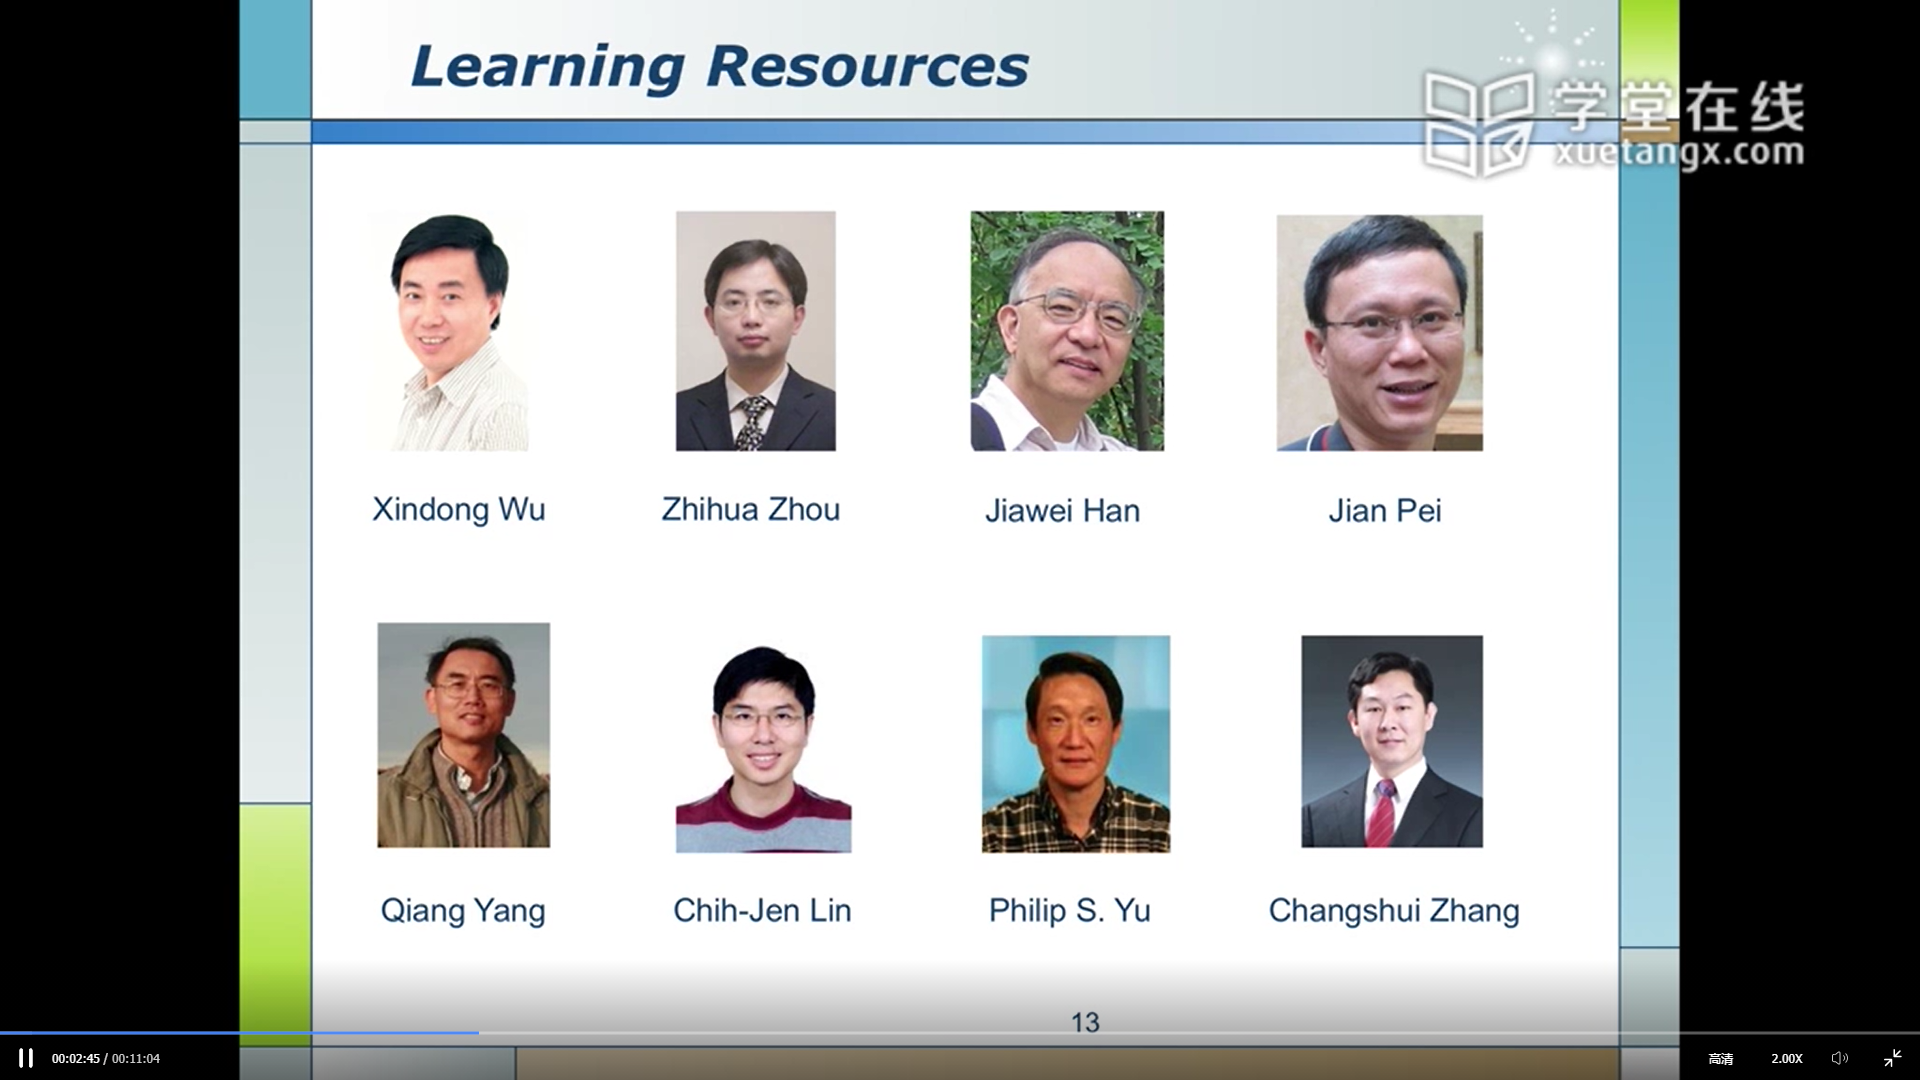 Learning Resources
学堂在线
xuetangx.com
Xindong Wu
Zhihua Zhou
Jiawei Han
Jian Pei
Qiang Yang
Chih-Jen Lin
Philip S. Yu
Changshui Zhang
13
00:02:45 / 00:11:04
高清
2.00X